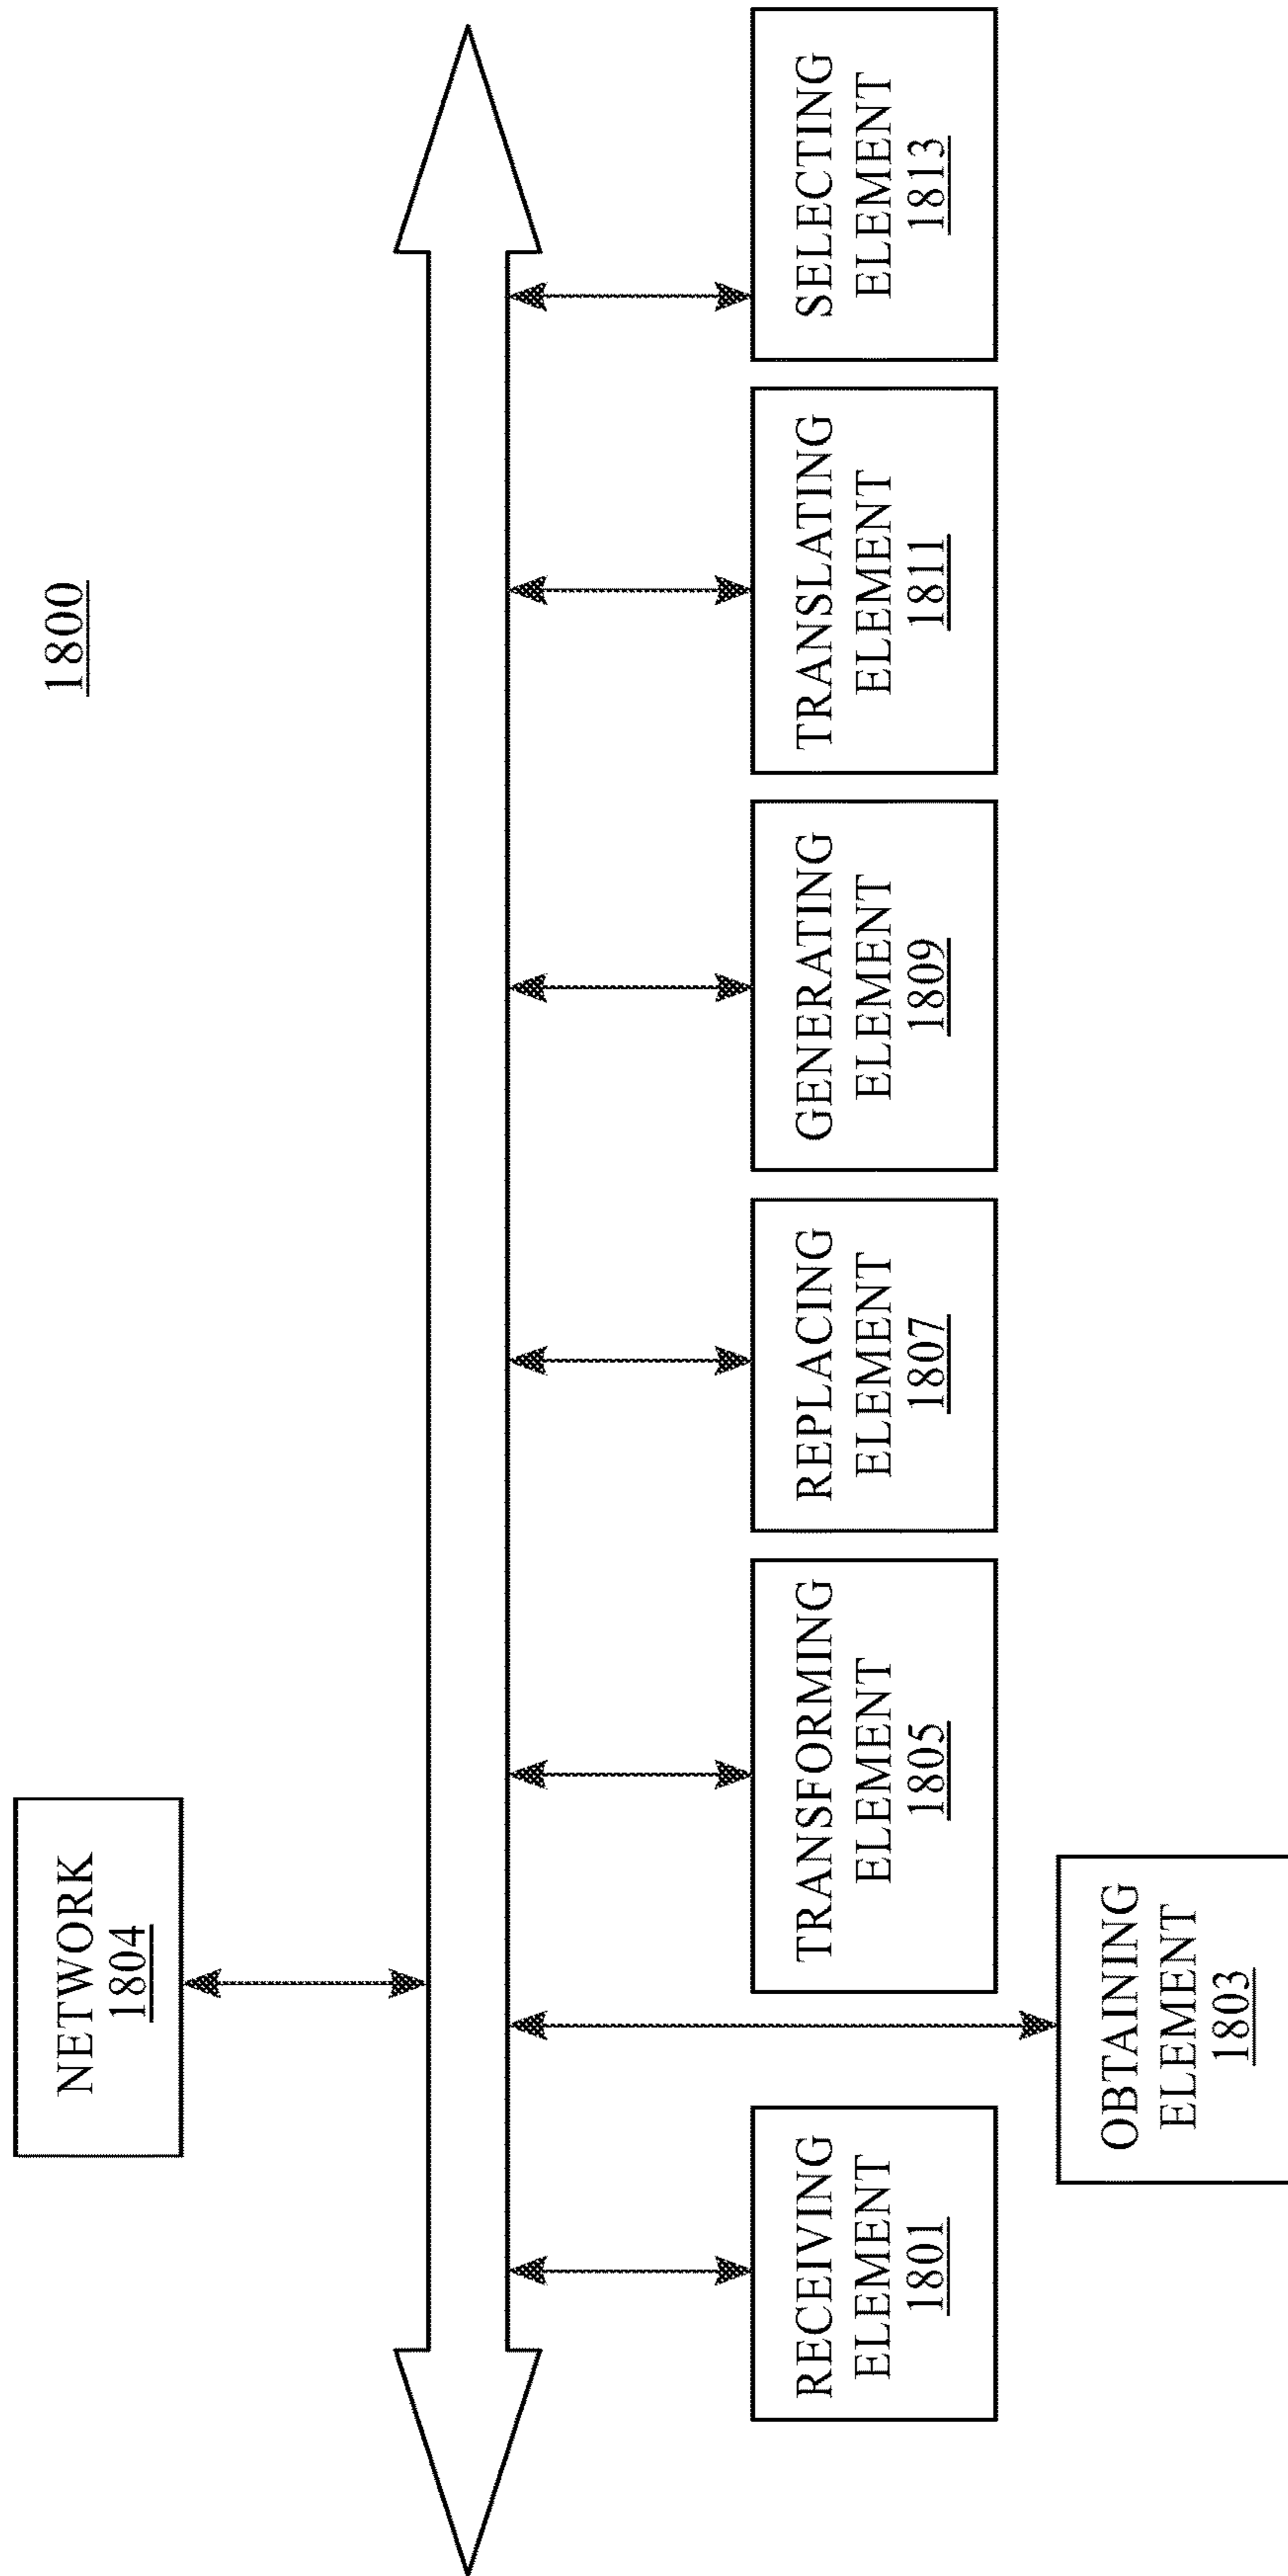 1800
NETWORK
1804
RECEIVING
ELEMENT
1801
OBTAINING
ELEMENT
1803
TRANSFORMING
ELEMENT
1805
REPLACING
ELEMENT
1807
GENERATING
ELEMENT
1809
TRANSLATING
ELEMENT
1811
SELECTING
ELEMENT
1813